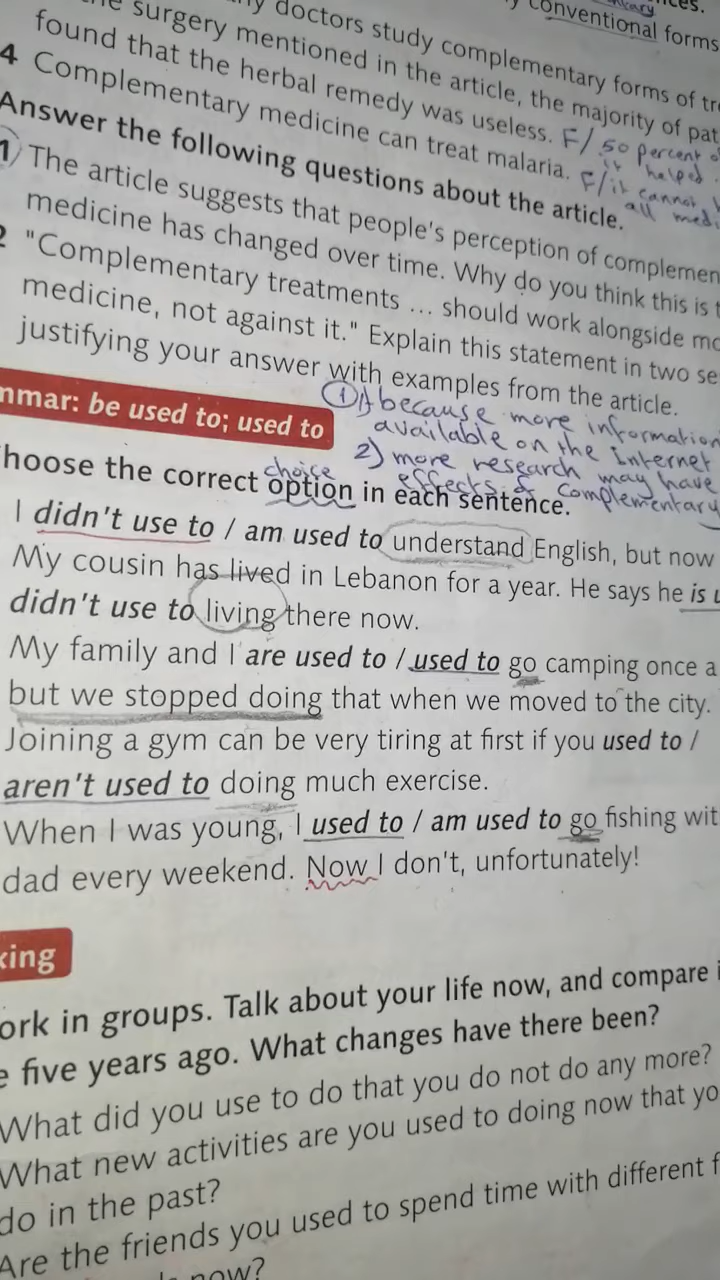 doctors study complementary forms of
conventional forms
surgery mentioned in the article, the majority of
found that the herbal remedy was useless. F/ 50 percent
it helped.
4 Complementary medicine can treat malaria. F/it cannot
all
Answer the following questions about the article.
1 The article suggests that people's perception of
medicine has changed over time. Why do you think this is
2 "Complementary treatments ... should work alongside
medicine, not against it." Explain this statement in two
justifying your answer with examples from the article.
① because more information
available on the Internet
2) more research may have
effects of complementary
be used to; used to
choice
the correct option in each sentence.
I didn't use to / am used to understand English, but now
My cousin has lived in Lebanon for a year. He says he is
didn't use to living there now.
My family and I are used to / used to go camping once a
but we stopped doing that when we moved to the city.
Joining a gym can be very tiring at first if you used to /
aren't used to doing much exercise.
When I was young, I used to / am used to go fishing
dad every weekend. Now I don't, unfortunately!
in groups. Talk about your life now, and compare
five years ago. What changes have there been?
What did you use to do that you do not do any more?
What new activities are you used to doing now that
do in the past?
Are the friends you used to spend time with different
now?